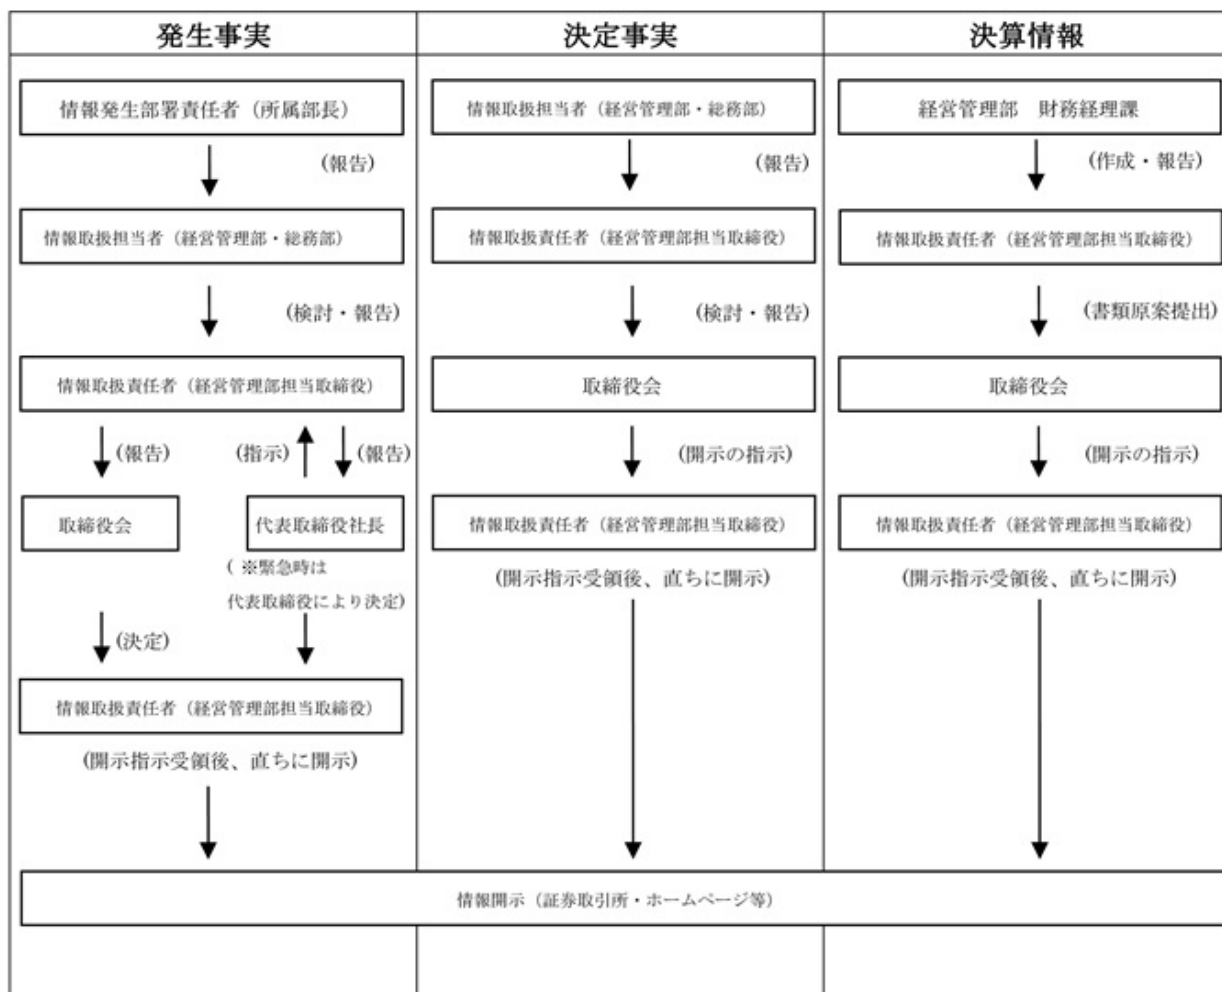 発生事実
情報発生部署責任者（所属部長）
(報告)
情報取扱担当者（経営管理部・総務部）
(検討・報告)
情報取扱責任者（経営管理部担当取締役）
(報告)
(指示)
(報告)
取締役会
代表取締役社長
( ※緊急時は
代表取締役により決定)
(決定)
情報取扱責任者（経営管理部担当取締役）
(開示指示受領後、直ちに開示)
決定事実
情報取扱担当者（経営管理部・総務部）
(報告)
情報取扱責任者（経営管理部担当取締役）
(検討・報告)
取締役会
(開示の指示)
情報取扱責任者（経営管理部担当取締役）
(開示指示受領後、直ちに開示)
決算情報
経営管理部　財務経理課
(作成・報告)
情報取扱責任者（経営管理部担当取締役）
(書類原案提出)
取締役会
(開示の指示)
情報取扱責任者（経営管理部担当取締役）
(開示指示受領後、直ちに開示)
情報開示（証券取引所・ホームページ等）